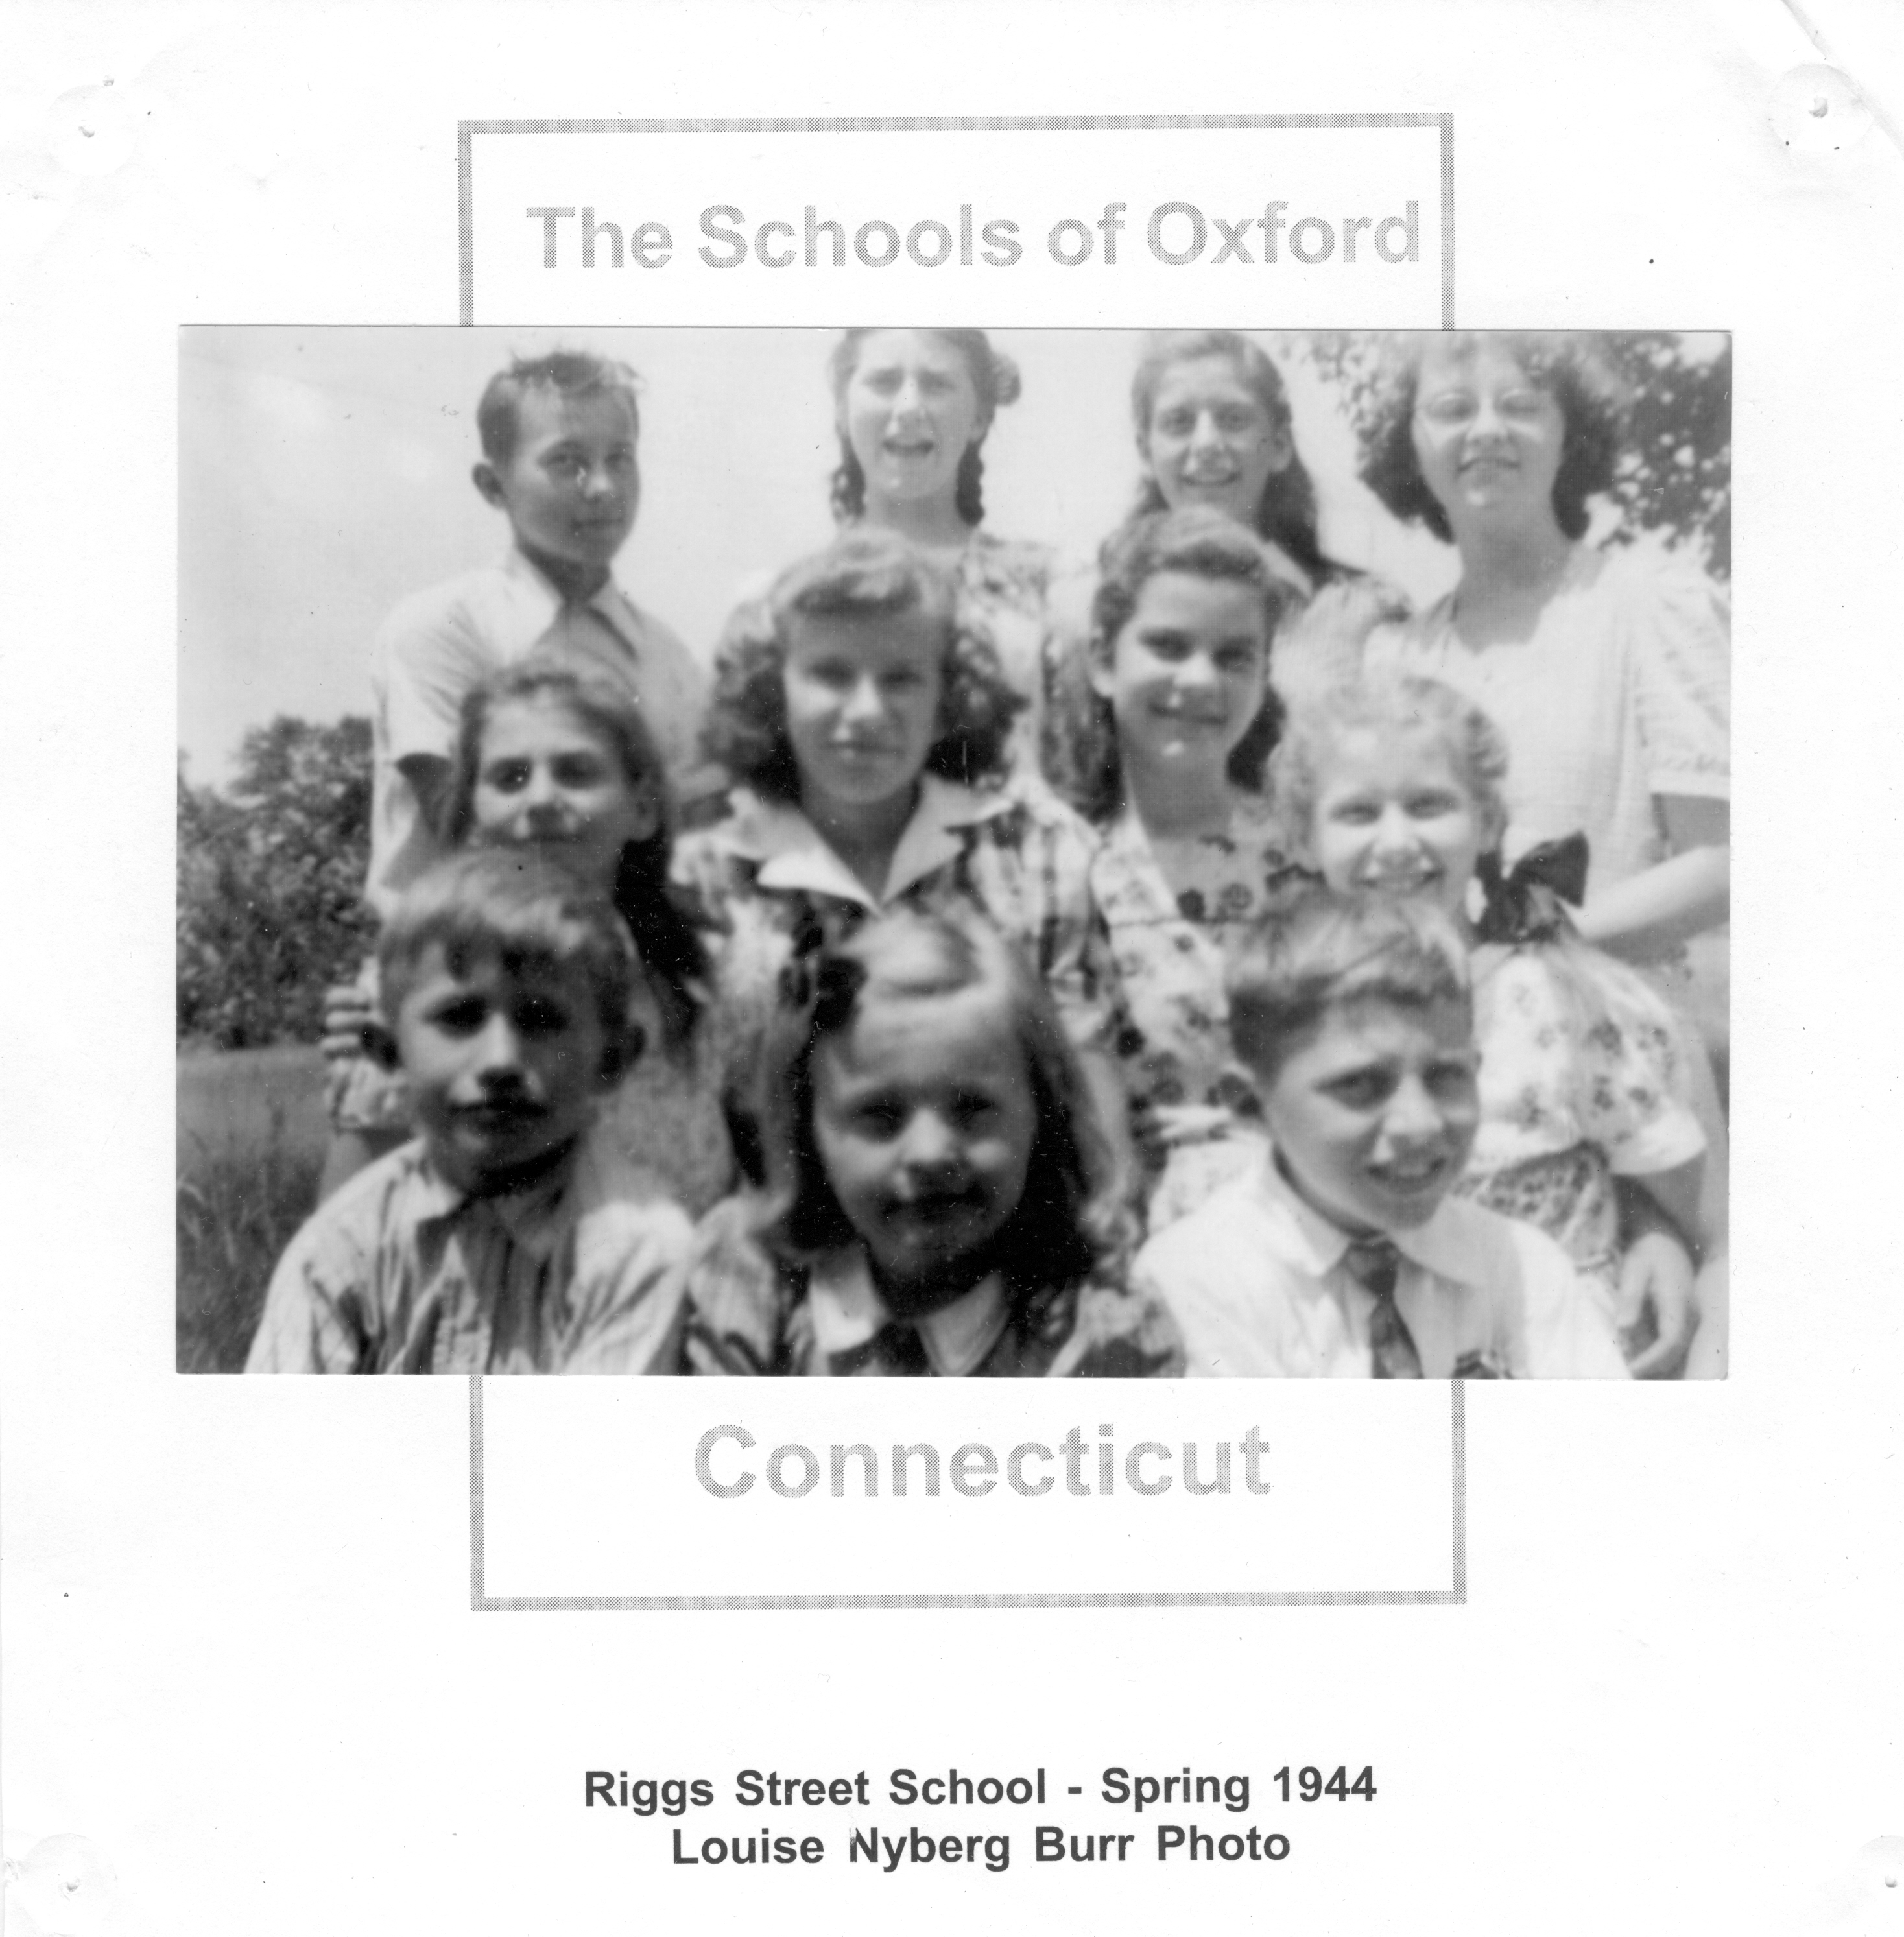 The Schools of Oxford
Connecticut
Riggs Street School - Spring 1944
Louise Nyberg Burr Photo